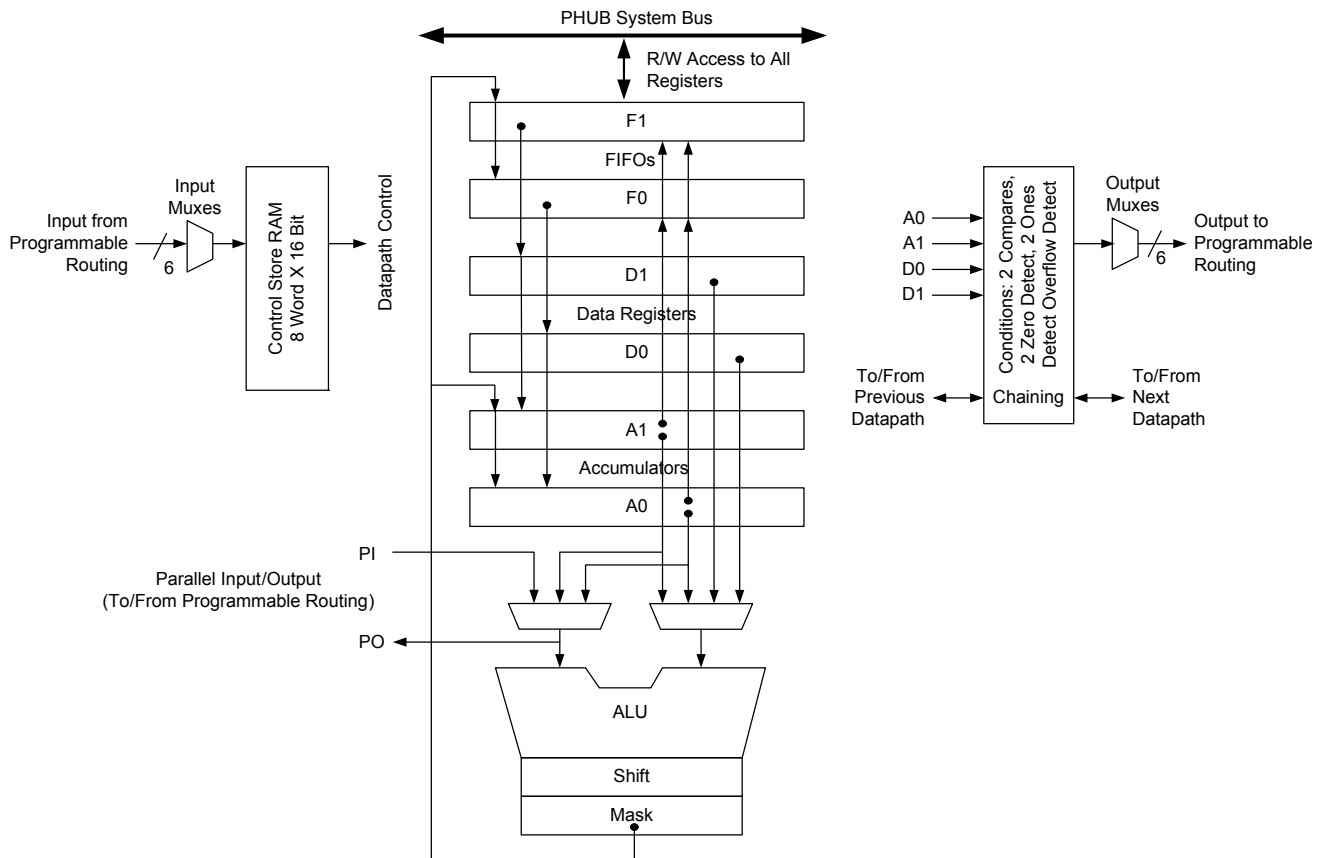 PHUB System Bus
R/W Access to All
Registers
F1
FIFOs
F0
D1
Data Registers
D0
A1
Accumulators
A0
Input from
Programmable
Routing
6
Input
Muxes
Control Store RAM
8 Word X 16 Bit
Datapath Control
A0
A1
D0
D1
Conditions: 2 Compares,
2 Zero Detect, 2 Ones
Detect Overflow Detect
Output
Muxes
6
Output to
Programmable
Routing
To/From
Previous
Datapath
Chaining
To/From
Next
Datapath
PI
Parallel Input/Output
(To/From Programmable Routing)
PO
ALU
Shift
Mask